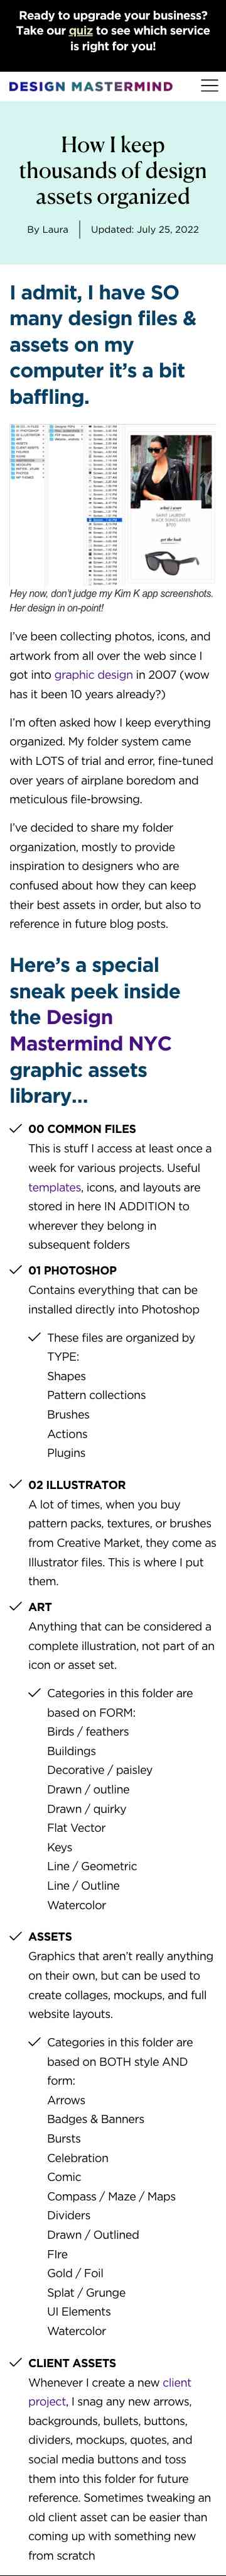 Ready to upgrade your business?
Take our quiz to see which service
is right for you!
DESIGN MASTERMIND
How I keep
thousands of design
assets organized
By Laura
Updated: July 25, 2022
I admit, I have SO
many design files &
assets on my
computer it’s a bit
baffling.
Hey now, don’t judge my Kim K app screenshots.
Her design in on-point!
I’ve been collecting photos, icons, and
artwork from all over the web since I
got into graphic design in 2007 (wow
has it been 10 years already?)
I’m often asked how I keep everything
organized. My folder system came
with LOTS of trial and error, fine-tuned
over years of airplane boredom and
meticulous file-browsing.
I’ve decided to share my folder
organization, mostly to provide
inspiration to designers who are
confused about how they can keep
their best assets in order, but also to
reference in future blog posts.
Here’s a special
sneak peek inside
the Design
Mastermind NYC
graphic assets
library…
00 COMMON FILES
This is stuff I access at least once a
week for various projects. Useful
templates, icons, and layouts are
stored in here IN ADDITION to
wherever they belong in
subsequent folders
01 PHOTOSHOP
Contains everything that can be
installed directly into Photoshop
These files are organized by
TYPE:
Shapes
Pattern collections
Brushes
Actions
Plugins
02 ILLUSTRATOR
A lot of times, when you buy
pattern packs, textures, or brushes
from Creative Market, they come as
Illustrator files. This is where I put
them.
ART
Anything that can be considered a
complete illustration, not part of an
icon or asset set.
Categories in this folder are
based on FORM:
Birds / feathers
Buildings
Decorative / paisley
Drawn / outline
Drawn / quirky
Flat Vector
Keys
Line / Geometric
Line / Outline
Watercolor
ASSETS
Graphics that aren’t really anything
on their own, but can be used to
create collages, mockups, and full
website layouts.
Categories in this folder are
based on BOTH style AND
form:
Arrows
Badges & Banners
Bursts
Celebration
Comic
Compass / Maze / Maps
Dividers
Drawn / Outlined
FIre
Gold / Foil
Splat / Grunge
UI Elements
Watercolor
CLIENT ASSETS
Whenever I create a new client
project, I snag any new arrows,
backgrounds, bullets, buttons,
dividers, mockups, quotes, and
social media buttons and toss
them into this folder for future
reference. Sometimes tweaking an
old client asset can be easier than
coming up with something new
from scratch